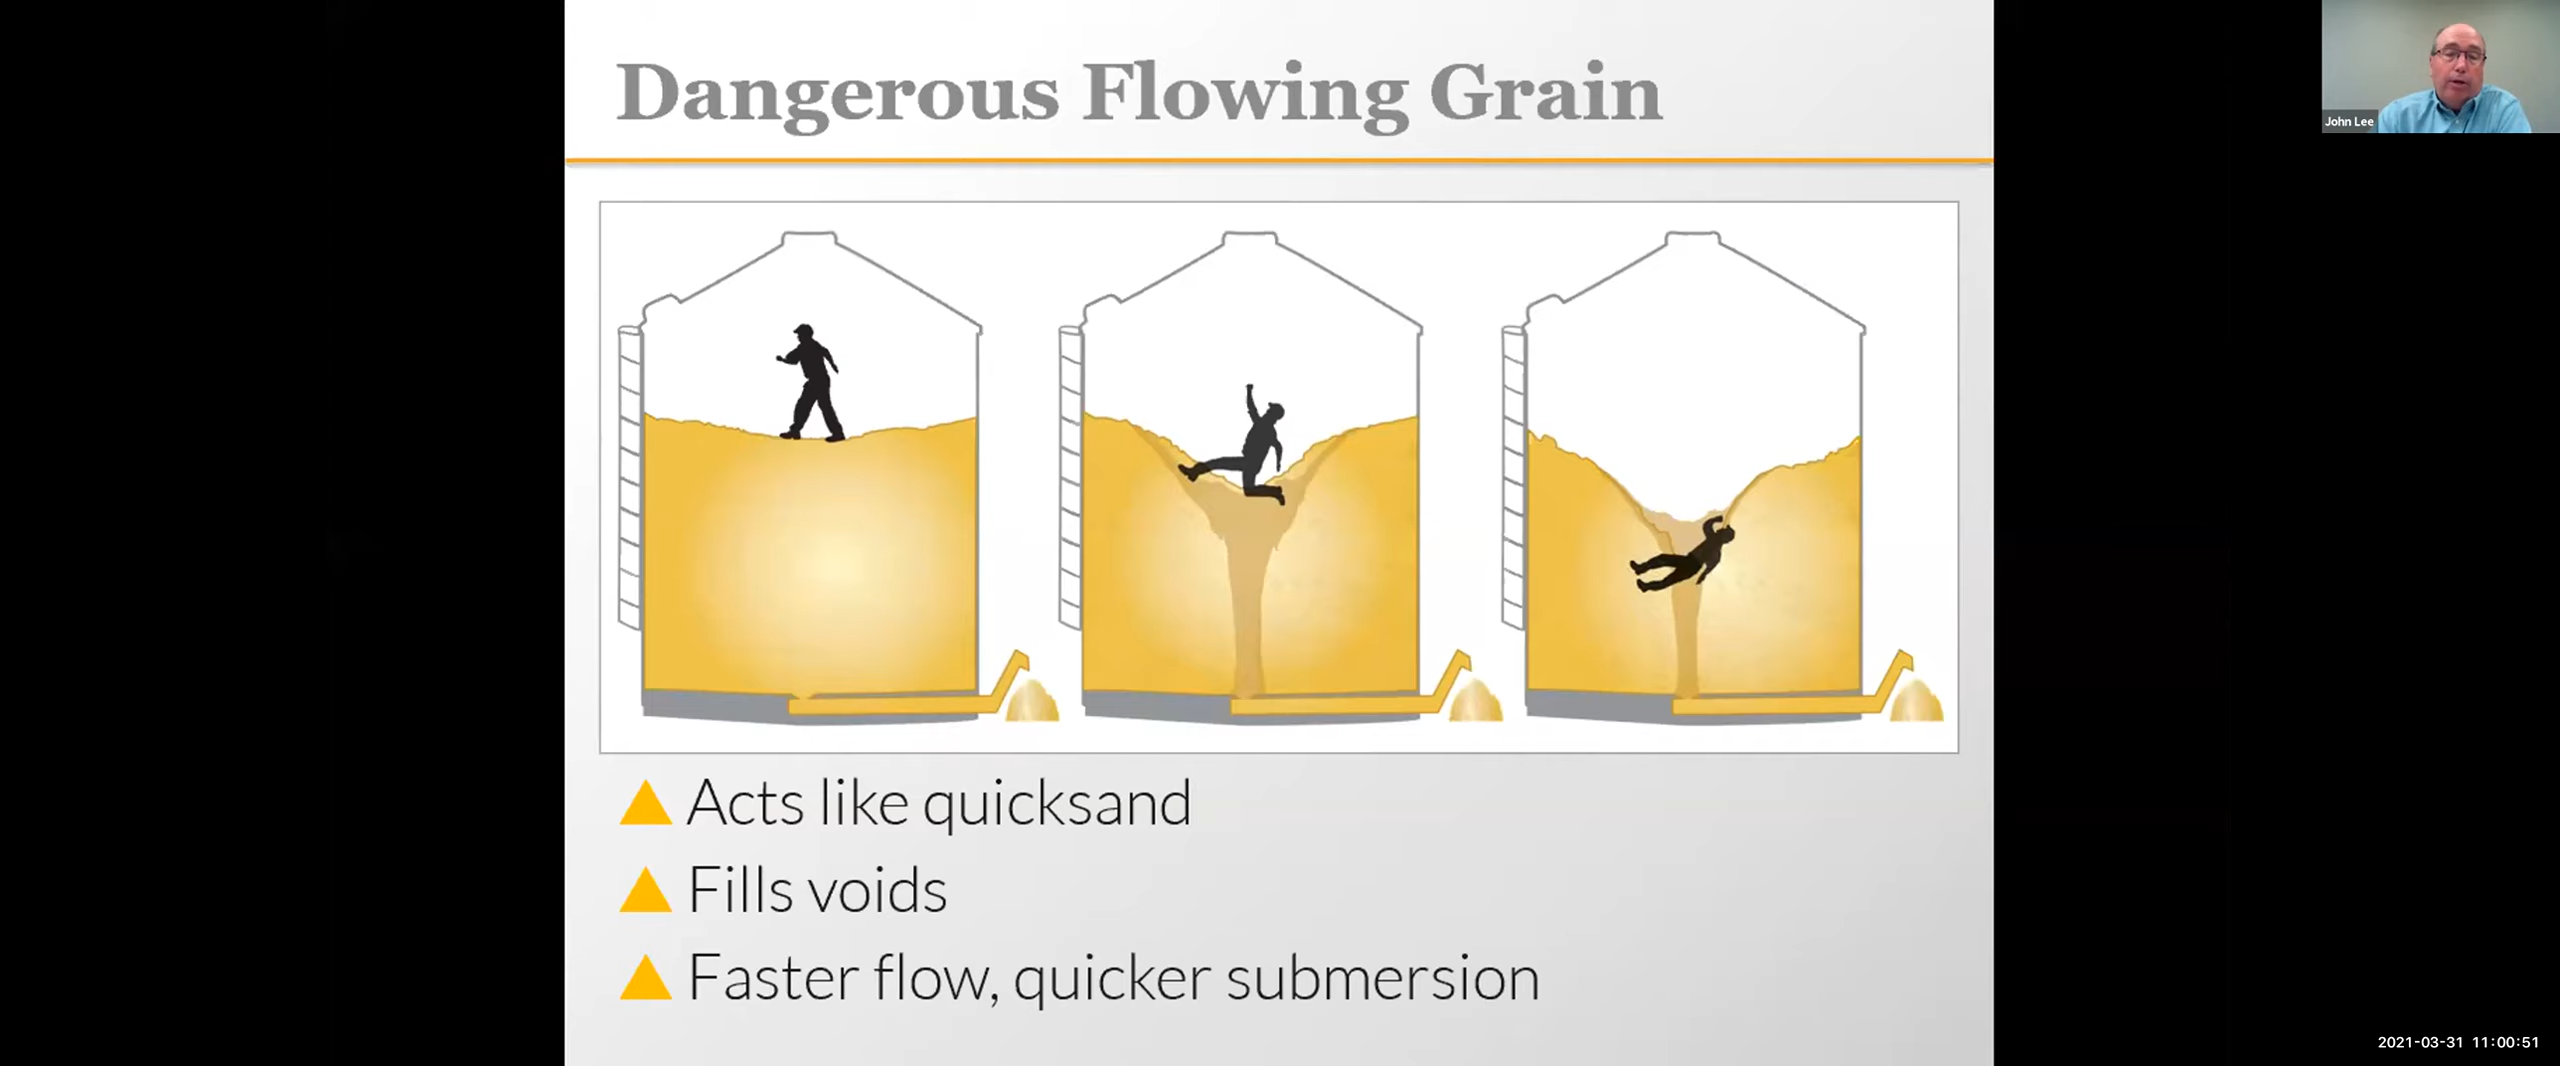 Dangerous Flowing Grain
John Lee
Acts like quicksand
Fills voids
Faster flow, quicker submersion
2021-03-31 11:00:51